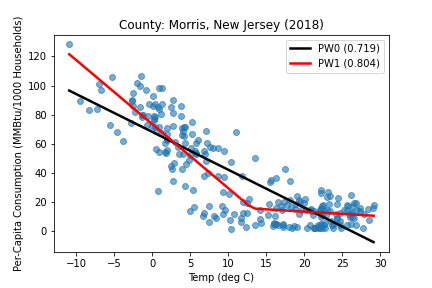 County: Morris, New Jersey (2018)
PW0 (0.719)
PW1 (0.804)
Per-Capita Consumption (MMBtu/1000 Households)
120
100
80
60
40
20
0
−10 −5 0 5 10 15 20 25 30
Temp (deg C)